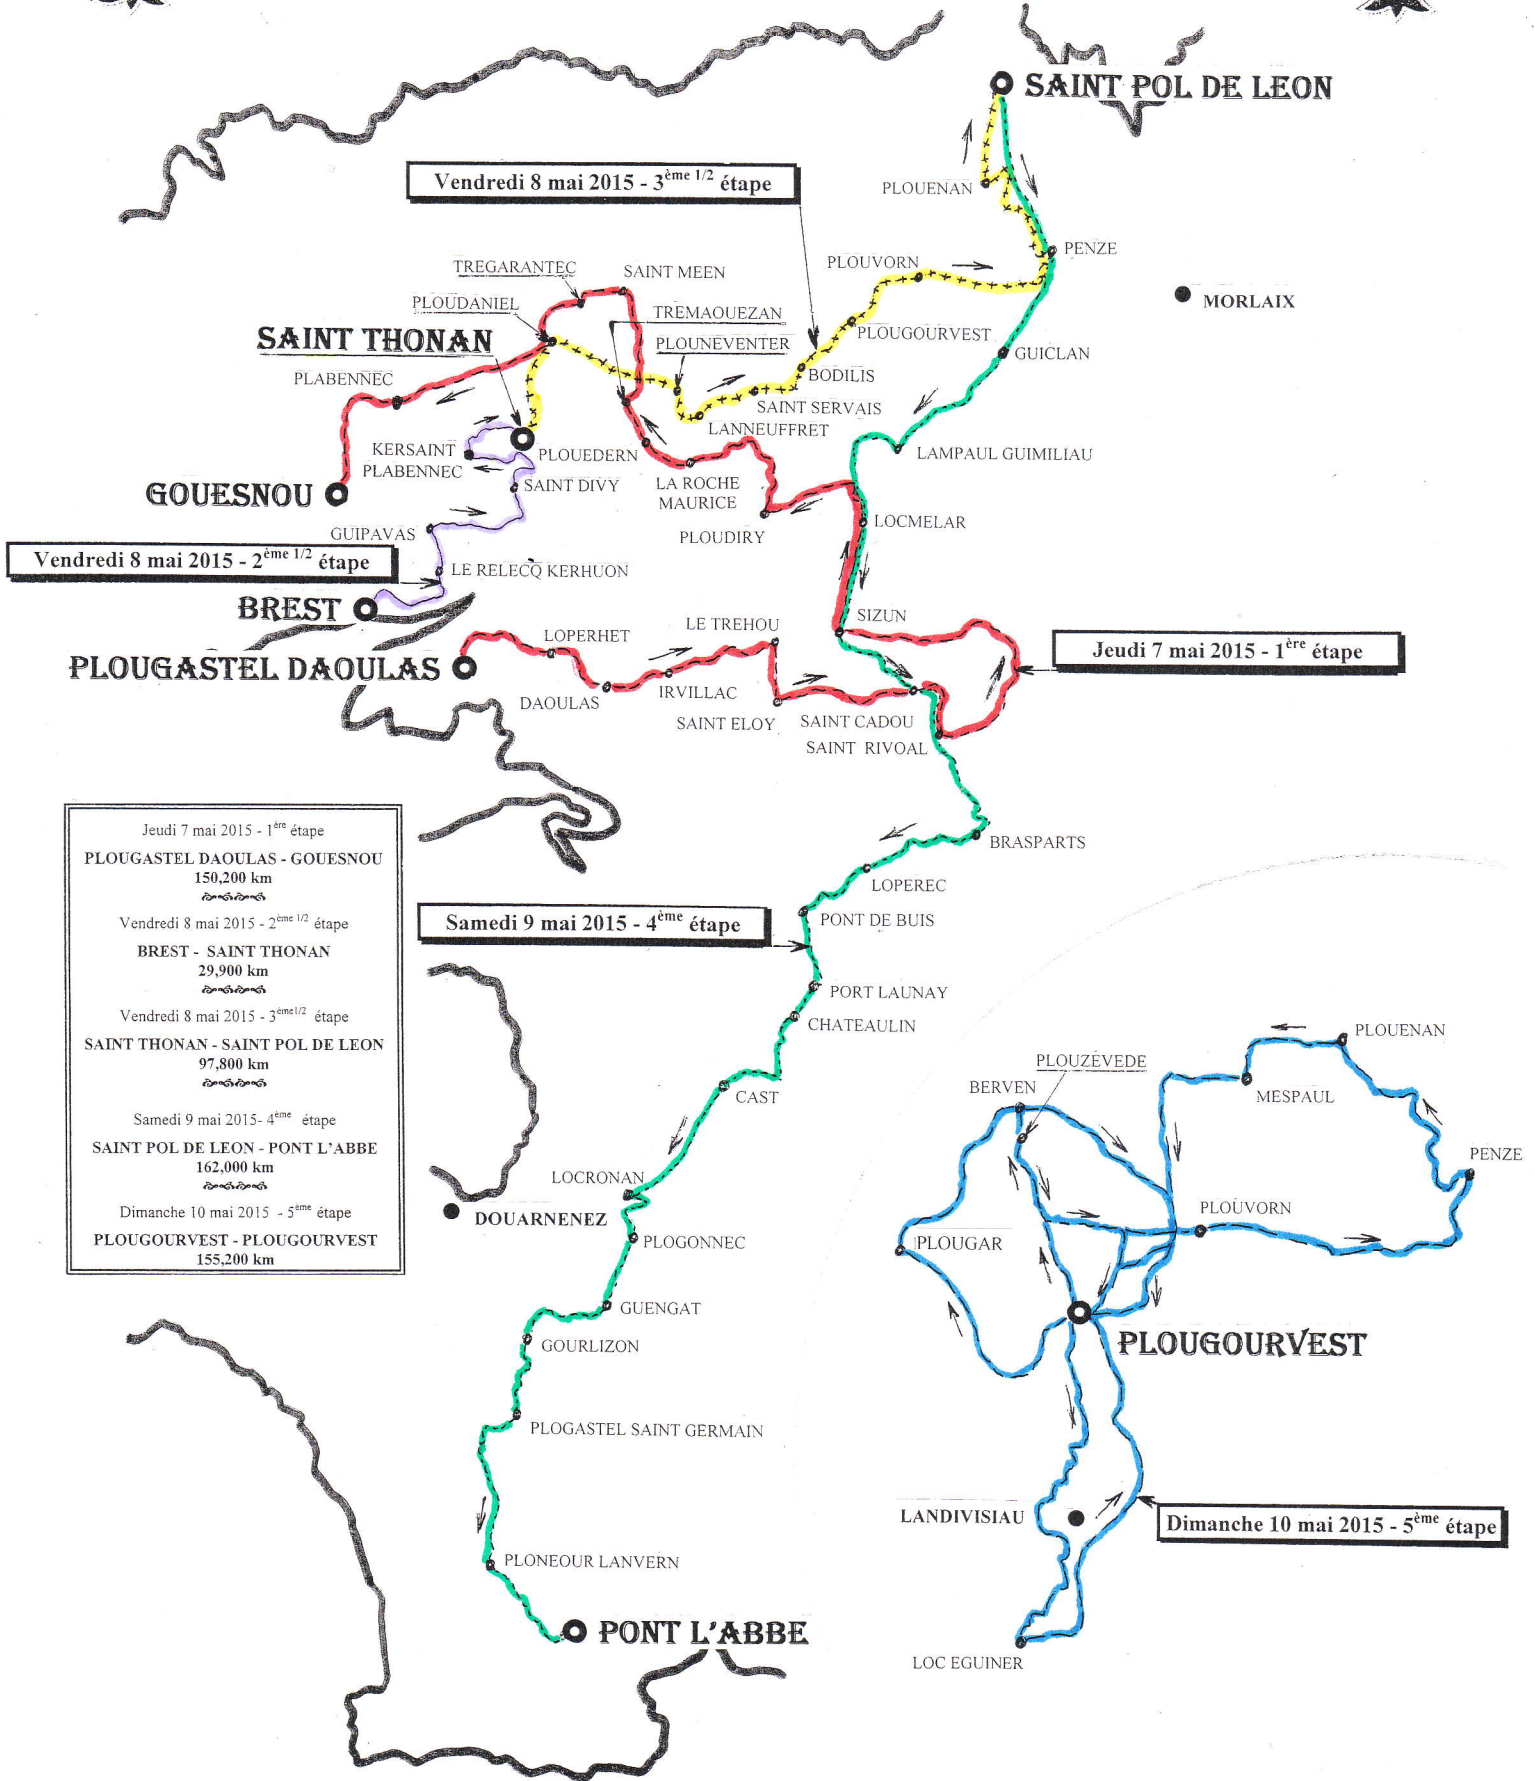 SAINT POL DE LEON
Vendredi 8 mai 2015 - 3ème 1/2 étape
PLOUENAN
PENZE
PLOUVORN
TREGARANTEC
SAINT MEEN
MORLAIX
PLOUDANIEL
TREMAOUEZAN
SAINT THONAN
PLOUNEVENTER
PLOUGOURVEST
GUICLAN
PLABENNEC
BODILIS
SAINT SERVAIS
LANNEUFFRET
KERSAINT
PLABENNEC
PLOUEDERN
LAMPAUL GUIMILIAU
GOUESNOU
SAINT DIVY
LA ROCHE
MAURICE
LOCMELAR
GUIPAVAS
PLOUDIRY
Vendredi 8 mai 2015 - 2ème 1/2 étape
LE RELECQ KERHUON
BREST
SIZUN
LE TREHOU
LOPERHET
Jeudi 7 mai 2015 - 1ère étape
PLOUGASTEL DAOULAS
IRVILLAC
DAOULAS
SAINT ELOY
SAINT CADOU
SAINT RIVOAL
Jeudi 7 mai 2015 - 1ère étape
PLOUGASTEL DAOULAS - GOUESNOU
150,200 km
Vendredi 8 mai 2015 - 2ème 1/2 étape
BREST - SAINT THONAN
29,900 km
Vendredi 8 mai 2015 - 3ème1/2 étape
SAINT THONAN - SAINT POL DE LEON
97,800 km
Samedi 9 mai 2015- 4ème étape
SAINT POL DE LEON - PONT L'ABBE
162,000 km
Dimanche 10 mai 2015 - 5ème étape
PLOUGOURVEST - PLOUGOURVEST
155,200 km
BRASPARTS
LOPEREC
Samedi 9 mai 2015 - 4ème étape
PONT DE BUIS
PORT LAUNAY
CHATEAULIN
CAST
LOCRONAN
DOUARNENEZ
PLOGONNEC
GUENGAT
GOURLIZON
PLOGASTEL SAINT GERMAIN
PLONEOUR LANVERN
PONT L'ABBE
PLOUENAN
PLOUZEVEDE
BERVEN
MESPAUL
PENZE
PLOUVORN
PLOUGAR
PLOUGOURVEST
LANDIVISIAU
Dimanche 10 mai 2015 - 5ème étape
LOC EGUINER